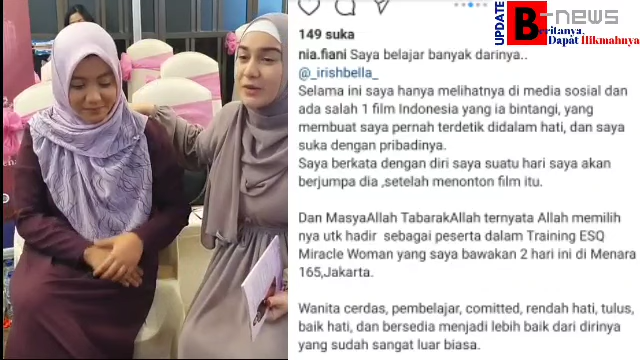 UPDATE
B-news
Beritanya,
Dapat Hikmahnya
149 suka
nia.fiani Saya belajar banyak darinya..
@_irishbella_
Selama ini saya hanya melihatnya di media sosial dan
ada salah 1 film Indonesia yang ia bintangi, yang
membuat saya pernah terdetik didalam hati, dan saya
suka dengan pribadinya.
Saya berkata dengan diri saya suatu hari saya akan
berjumpa dia ,setelah menonton film itu.
Dan MasyaAllah TabarakAllah ternyata Allah memilih
nya utk hadir sebagai peserta dalam Training ESQ
Miracle Woman yang saya bawakan 2 hari ini di Menara
165,Jakarta.
Wanita cerdas, pembelajar, comitted, rendah hati, tulus,
baik hati, dan bersedia menjadi lebih baik dari dirinya
yang sudah sangat luar biasa.